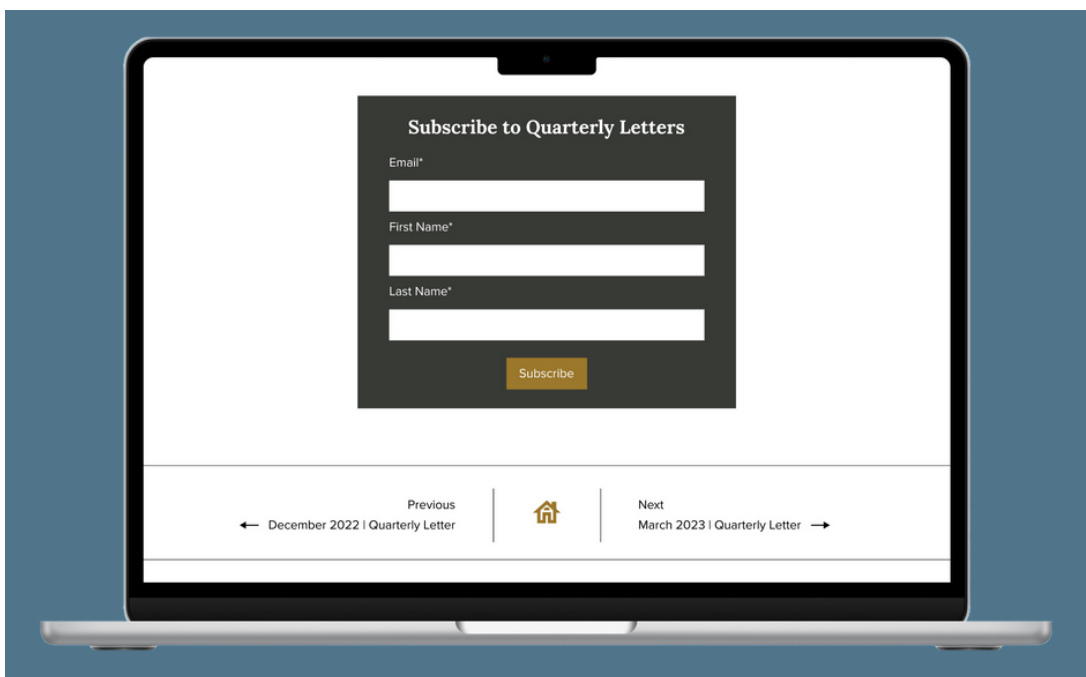 Subscribe to Quarterly Letters
Email*
First Name*
Last Name*
Subscribe
Previous
← December 2022 | Quarterly Letter
Next
March 2023 | Quarterly Letter →